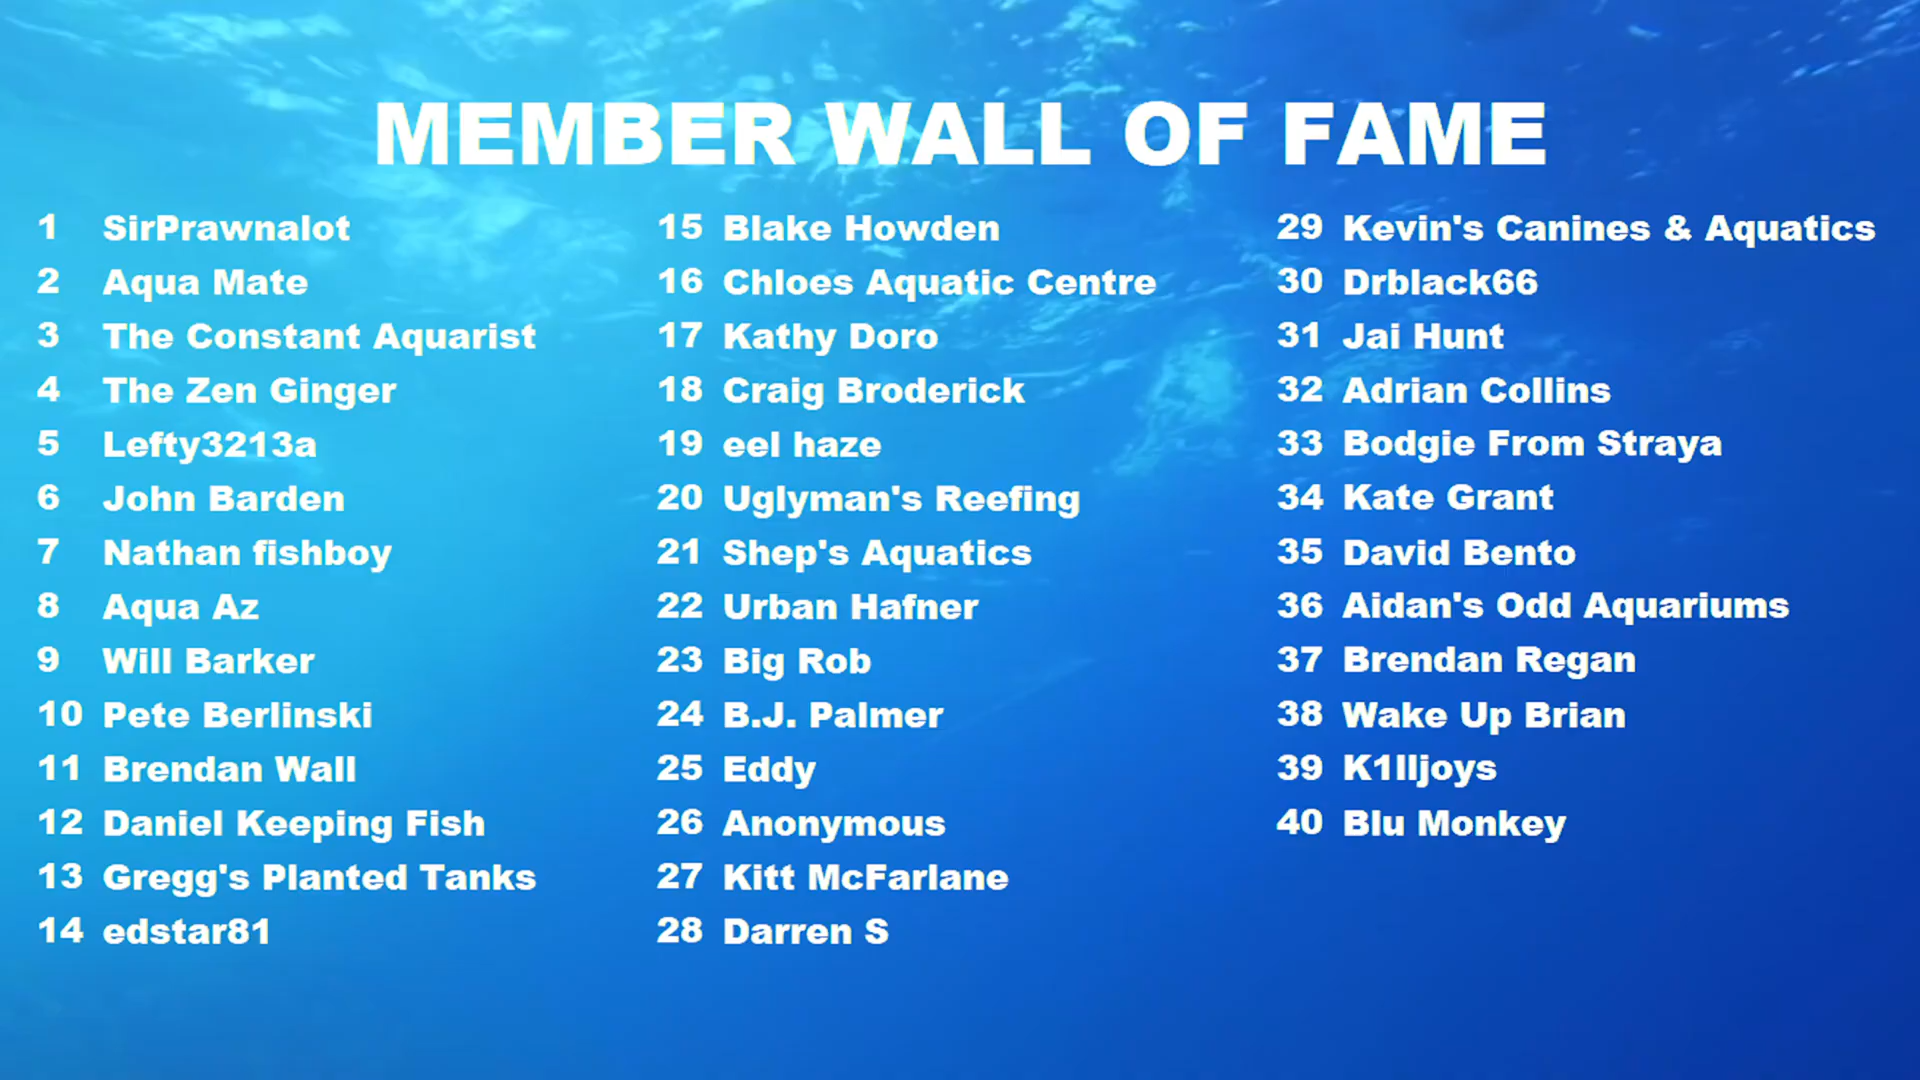 MEMBER WALL OF FAME
1 SirPrawnalot
2 Aqua Mate
3 The Constant Aquarist
4 The Zen Ginger
5 Lefty3213a
6 John Barden
7 Nathan fishboy
8 Aqua Az
9 Will Barker
10 Pete Berlinski
11 Brendan Wall
12 Daniel Keeping Fish
13 Gregg's Planted Tanks
14 edstar81
15 Blake Howden
16 Chloes Aquatic Centre
17 Kathy Doro
18 Craig Broderick
19 eel haze
20 Uglyman's Reefing
21 Shep's Aquatics
22 Urban Hafner
23 Big Rob
24 B.J. Palmer
25 Eddy
26 Anonymous
27 Kitt McFarlane
28 Darren S
29 Kevin's Canines & Aquatics
30 Drblack66
31 Jai Hunt
32 Adrian Collins
33 Bodgie From Straya
34 Kate Grant
35 David Bento
36 Aidan's Odd Aquariums
37 Brendan Regan
38 Wake Up Brian
39 K1lljoys
40 Blu Monkey